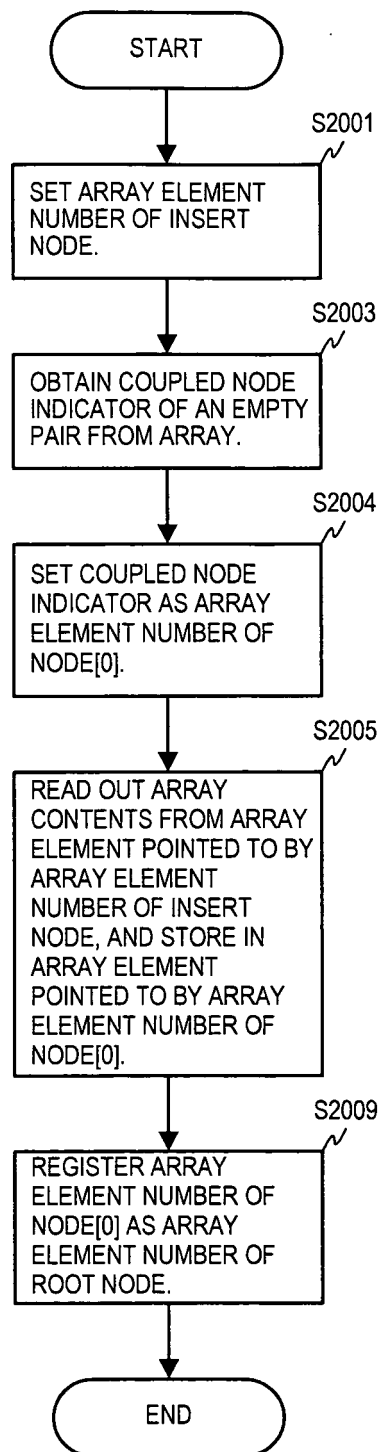 START
S2001
SET ARRAY ELEMENT
NUMBER OF INSERT
NODE.
S2003
OBTAIN COUPLED NODE
INDICATOR OF AN EMPTY
PAIR FROM ARRAY.
S2004
SET COUPLED NODE
INDICATOR AS ARRAY
ELEMENT NUMBER OF
NODE[0].
S2005
READ OUT ARRAY
CONTENTS FROM ARRAY
ELEMENT POINTED TO BY
ARRAY ELEMENT
NUMBER OF INSERT
NODE, AND STORE IN
ARRAY ELEMENT
POINTED TO BY ARRAY
ELEMENT NUMBER OF
NODE[0].
S2009
REGISTER ARRAY
ELEMENT NUMBER OF
NODE[0] AS ARRAY
ELEMENT NUMBER OF
ROOT NODE.
END